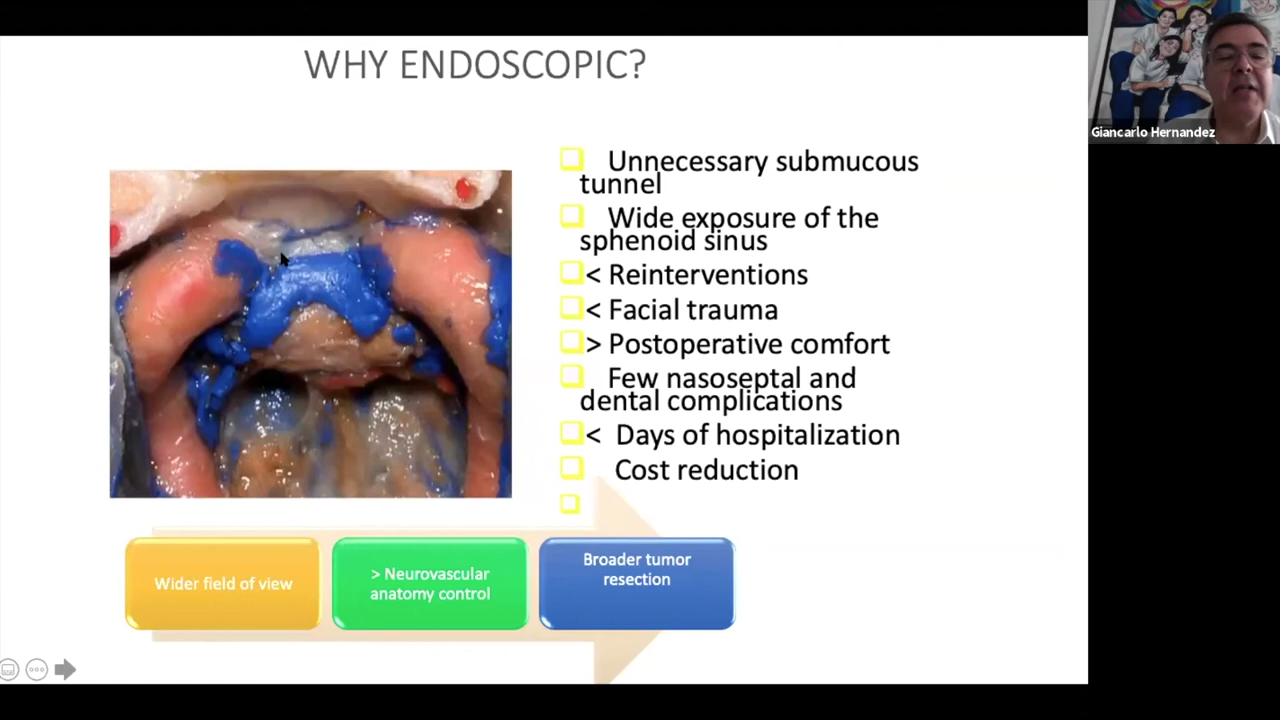 WHY ENDOSCOPIC?
Giancarlo Hernandez
Unnecessary submucous
tunnel
Wide exposure of the
sphenoid sinus
< Reinterventions
< Facial trauma
> Postoperative comfort
Few nasoseptal and
dental complications
< Days of hospitalization
Cost reduction
Wider field of view
> Neurovascular
anatomy control
Broader tumor
resection